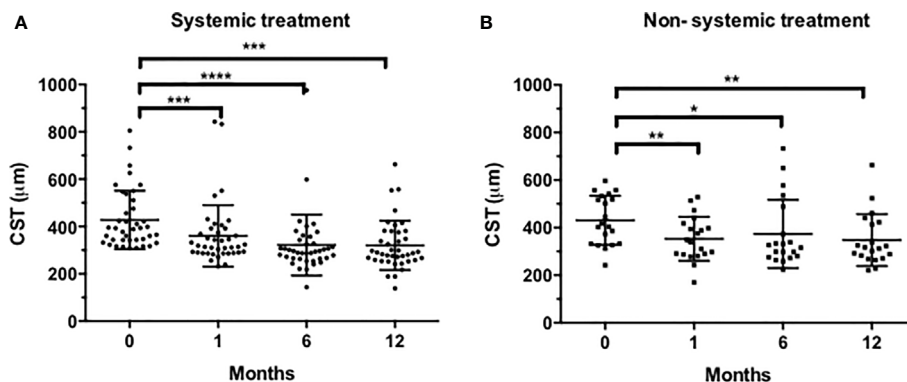 A
Systemic treatment
***
****
***
CST (µm)
1000
800
600
400
200
0
0 1 6 12
Months
B
Non- systemic treatment
**
*
**
CST (µm)
1000
800
600
400
200
0
0 1 6 12
Months